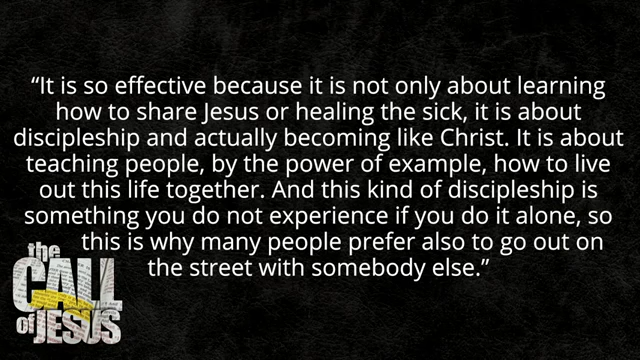 “It is so effective because it is not only about learning
how to share Jesus or healing the sick, it is about
discipleship and actually becoming like Christ. It is about
teaching people, by the power of example, how to live
out this life together. And this kind of discipleship is
something you do not experience if you do it alone, so
this is why many people prefer also to go out on
the street with somebody else.”
the
CALL
of JESUS